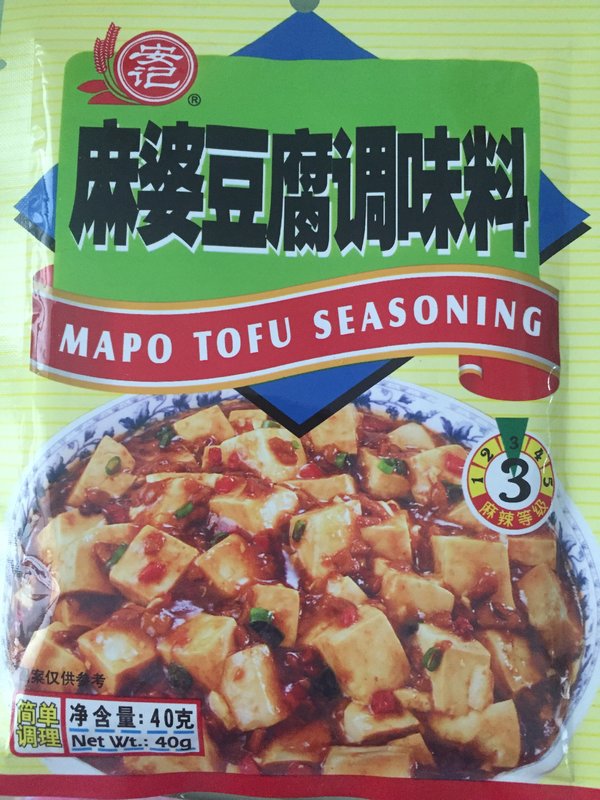 安记
®
麻婆豆腐调味料
MAPO TOFU SEASONING
1 2 3 4 5
3
麻辣等级
案仅供参考
简单
调理
净含量: 40克
Net Wt.: 40g